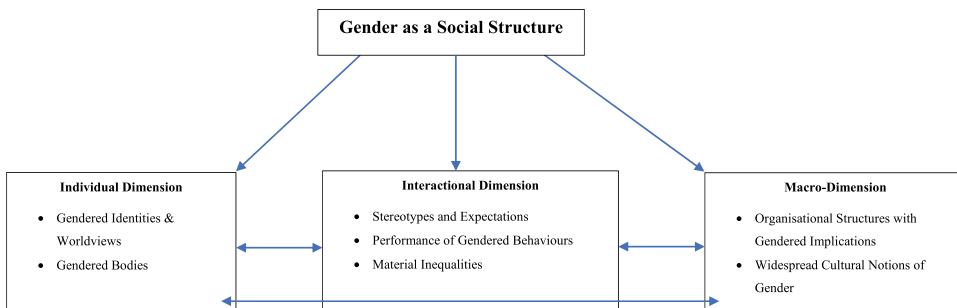 Gender as a Social Structure
Individual Dimension
• Gendered Identities &
Worldviews
• Gendered Bodies
Interactional Dimension
• Stereotypes and Expectations
• Performance of Gendered Behaviours
• Material Inequalities
Macro-Dimension
• Organisational Structures with
Gendered Implications
• Widespread Cultural Notions of
Gender